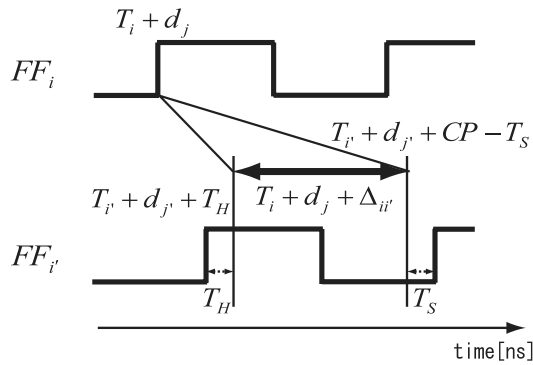 T_i + d_j
FF_i
T_{i'} + d_{j'} + CP − T_S
T_{i'} + d_{j'} + T_H
T_i + d_j + Δ_{ii'}
FF_{i'}
T_H
T_S
time[ns]